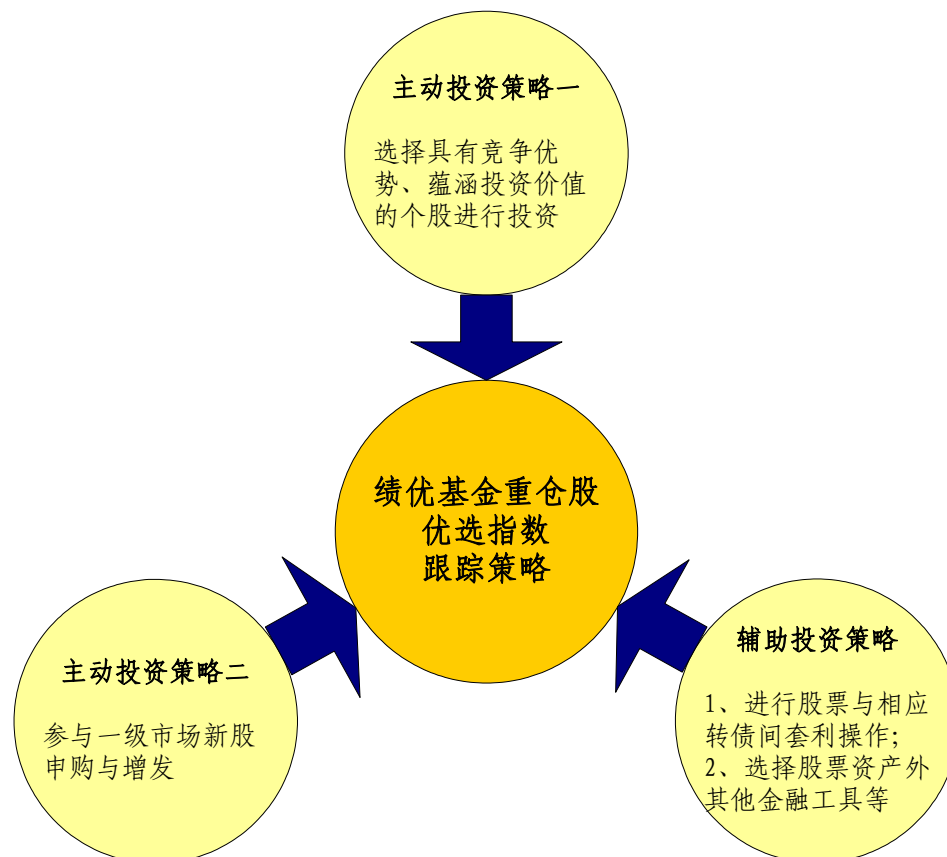 主动投资策略一
选择具有竞争优
势、蕴涵投资价值
的个股进行投资
绩优基金重仓股
优选指数
跟踪策略
主动投资策略二
参与一级市场新股
申购与增发
辅助投资策略
1、进行股票与相应
转债间套利操作;
2、选择股票资产外
其他金融工具等